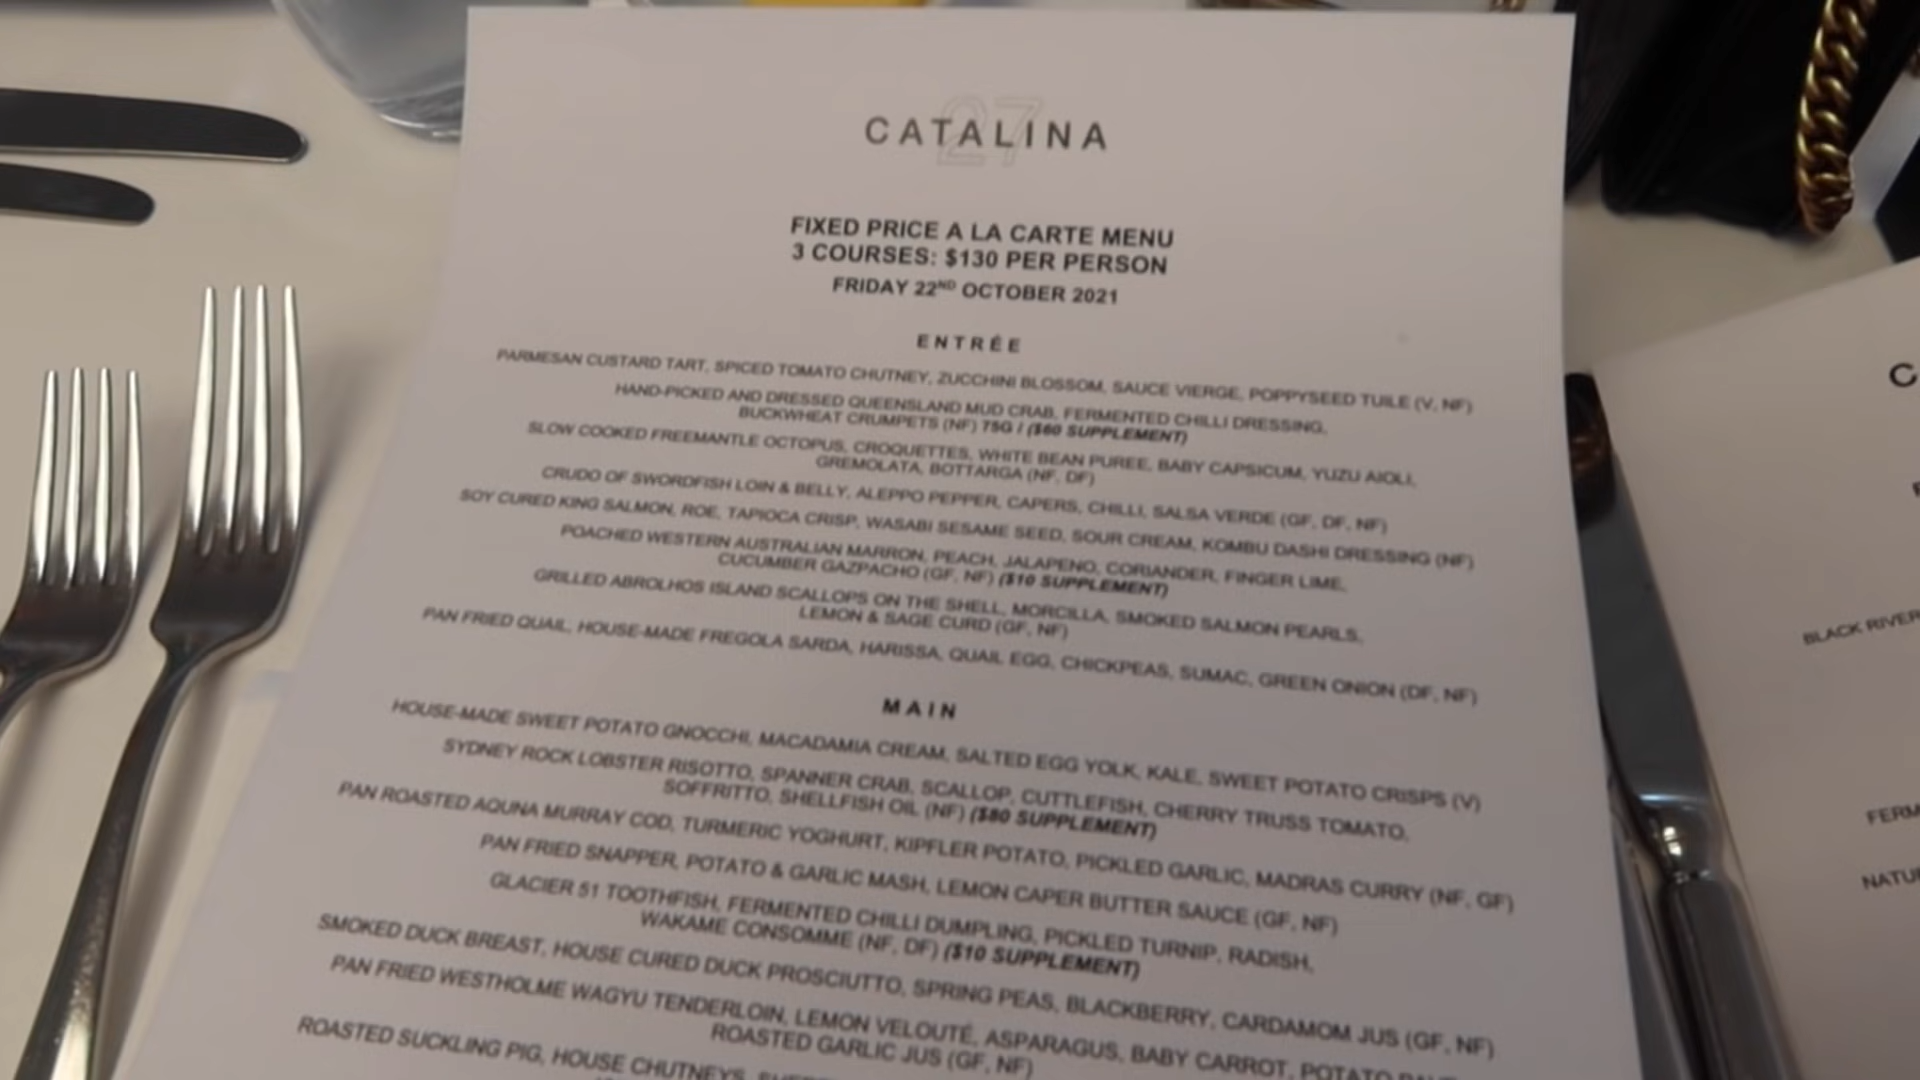 27
CATALINA
FIXED PRICE A LA CARTE MENU
3 COURSES: $130 PER PERSON
FRIDAY 22ND OCTOBER 2021
ENTRÉE
PARMESAN CUSTARD TART, SPICED TOMATO CHUTNEY, ZUCCHINI BLOSSOM, SAUCE VIERGE, POPPYSEED TUILE (V, NF)
HAND-PICKED AND DRESSED QUEENSLAND MUD CRAB, FERMENTED CHILLI DRESSING,
BUCKWHEAT CRUMPETS (NF) 75G / ($60 SUPPLEMENT)
SLOW COOKED FREEMANTLE OCTOPUS, CROQUETTES, WHITE BEAN PUREE, BABY CAPSICUM, YUZU AIOLI,
GREMOLATA, BOTTARGA (NF, DF)
CRUDO OF SWORDFISH LOIN & BELLY, ALEPPO PEPPER, CAPERS, CHILLI, SALSA VERDE (GF, DF, NF)
SOY CURED KING SALMON, ROE, TAPIOCA CRISP, WASABI SESAME SEED, SOUR CREAM, KOMBU DASHI DRESSING (NF)
POACHED WESTERN AUSTRALIAN MARRON, PEACH, JALAPENO, CORIANDER, FINGER LIME,
CUCUMBER GAZPACHO (GF, NF) ($10 SUPPLEMENT)
GRILLED ABROLHOS ISLAND SCALLOPS ON THE SHELL, MORCILLA, SMOKED SALMON PEARLS,
LEMON & SAGE CURD (GF, NF)
PAN FRIED QUAIL, HOUSE-MADE FREGOLA SARDA, HARISSA, QUAIL EGG, CHICKPEAS, SUMAC, GREEN ONION (DF, NF)
MAIN
HOUSE-MADE SWEET POTATO GNOCCHI, MACADAMIA CREAM, SALTED EGG YOLK, KALE, SWEET POTATO CRISPS (V)
SYDNEY ROCK LOBSTER RISOTTO, SPANNER CRAB, SCALLOP, CUTTLEFISH, CHERRY TRUSS TOMATO,
SOFFRITTO, SHELLFISH OIL (NF) ($80 SUPPLEMENT)
PAN ROASTED AQUNA MURRAY COD, TURMERIC YOGHURT, KIPFLER POTATO, PICKLED GARLIC, MADRAS CURRY (NF, GF)
PAN FRIED SNAPPER, POTATO & GARLIC MASH, LEMON CAPER BUTTER SAUCE (GF, NF)
GLACIER 51 TOOTHFISH, FERMENTED CHILLI DUMPLING, PICKLED TURNIP, RADISH,
WAKAME CONSOMME (NF, DF) ($10 SUPPLEMENT)
SMOKED DUCK BREAST, HOUSE CURED DUCK PROSCIUTTO, SPRING PEAS, BLACKBERRY, CARDAMOM JUS (GF, NF)
PAN FRIED WESTHOLME WAGYU TENDERLOIN, LEMON VELOUTÉ, ASPARAGUS, BABY CARROT, POTATO
ROASTED GARLIC JUS (GF, NF)
ROASTED SUCKLING PIG, HOUSE CHUTNEYS,
BLACK RIVER